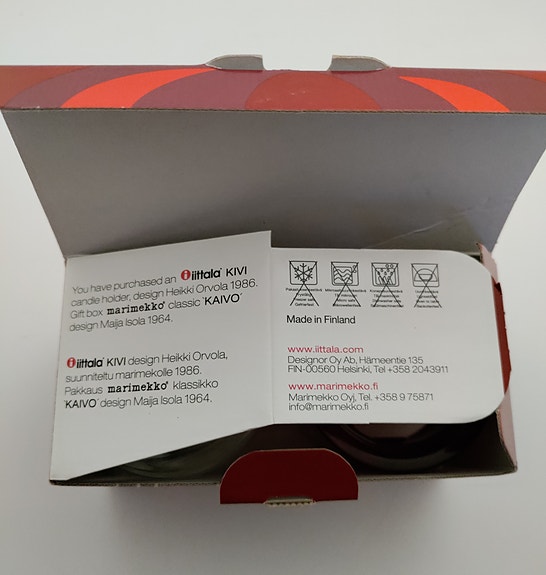 You have purchased an iittala KIVI
candle holder, design Heikki Orvola 1986.
Gift box marimekko® classic 'KAIVO'
design Maija Isola 1964.
iittala KIVI design Heikki Orvola,
suunniteltu marimekolle 1986.
Pakkaus marimekko® klassikko
'KAIVO' design Maija Isola 1964.
Made in Finland
www.iittala.com
Designor Oy Ab, Hämeentie 135
FIN-00560 Helsinki, Tel +358 2043911
www.marimekko.fi
Marimekko Oyj, Tel. +358 9 75871
info@marimekko.fi